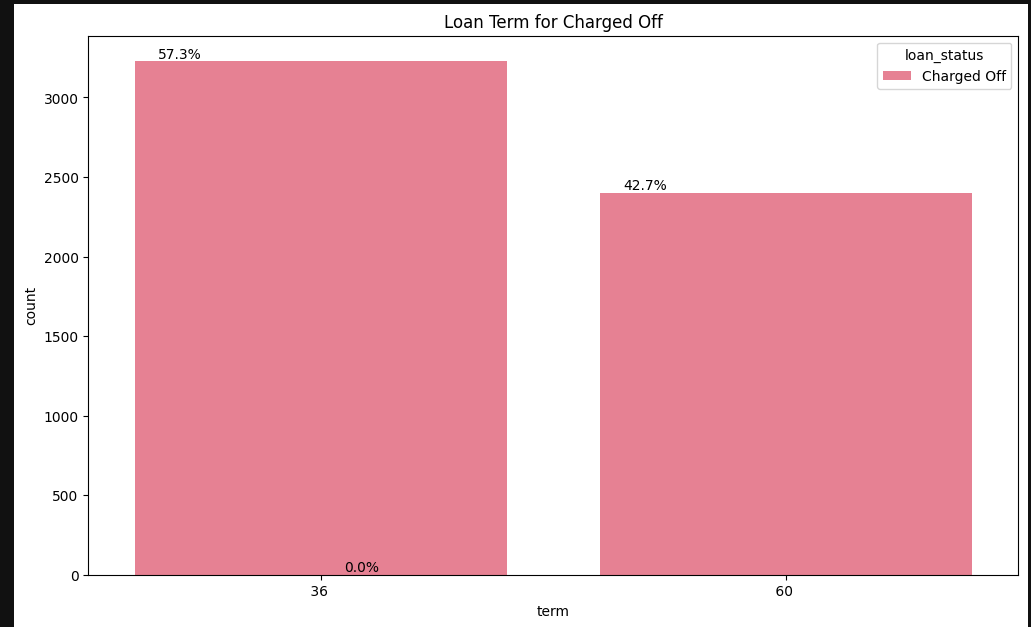 Loan Term for Charged Off
57.3%
loan_status
Charged Off
3000
42.7%
2500
2000
count
1500
1000
500
0.0%
0
36
60
term